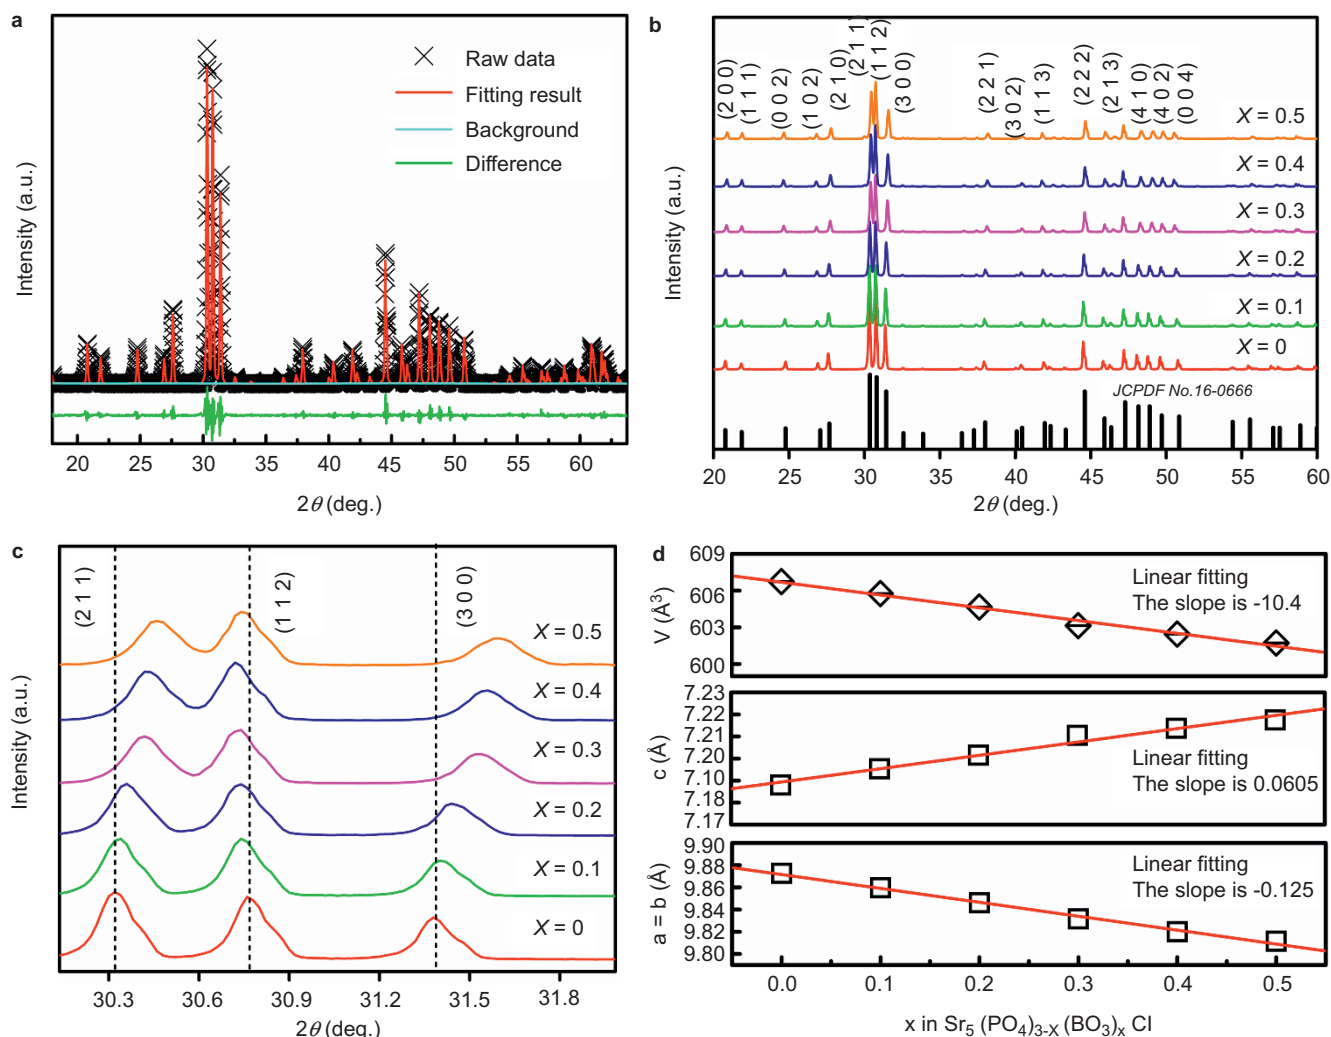 a
Raw data
Fitting result
Background
Difference
Intensity (a.u.)
20 25 30 35 40 45 50 55 60
2θ (deg.)
b
(2 0 0)
(1 1 1)
(0 0 2)
(1 0 2)
(2 1 0)
(2 1 1)
(1 1 2)
(3 0 0)
(2 2 1)
(3 0 2)
(1 1 3)
(2 2 2)
(2 1 3)
(4 1 0)
(4 0 2)
(0 0 4)
X = 0.5
X = 0.4
X = 0.3
X = 0.2
X = 0.1
X = 0
JCPDF No.16-0666
Intensity (a.u.)
20 25 30 35 40 45 50 55 60
2θ (deg.)
c
(2 1 1)
(1 1 2)
(3 0 0)
X = 0.5
X = 0.4
X = 0.3
X = 0.2
X = 0.1
X = 0
Intensity (a.u.)
30.3 30.6 30.9 31.2 31.5 31.8
2θ (deg.)
d
609
606
603
600
V (Å³)
Linear fitting
The slope is -10.4
7.23
7.22
7.20
7.10
7.18
7.17
c (Å)
Linear fitting
The slope is 0.0605
9.90
9.88
9.86
9.84
9.82
9.80
a = b (Å)
Linear fitting
The slope is -0.125
0.0 0.1 0.2 0.3 0.4 0.5
x in Sr₅ (PO₄)₃₋ₓ (BO₃)ₓ Cl